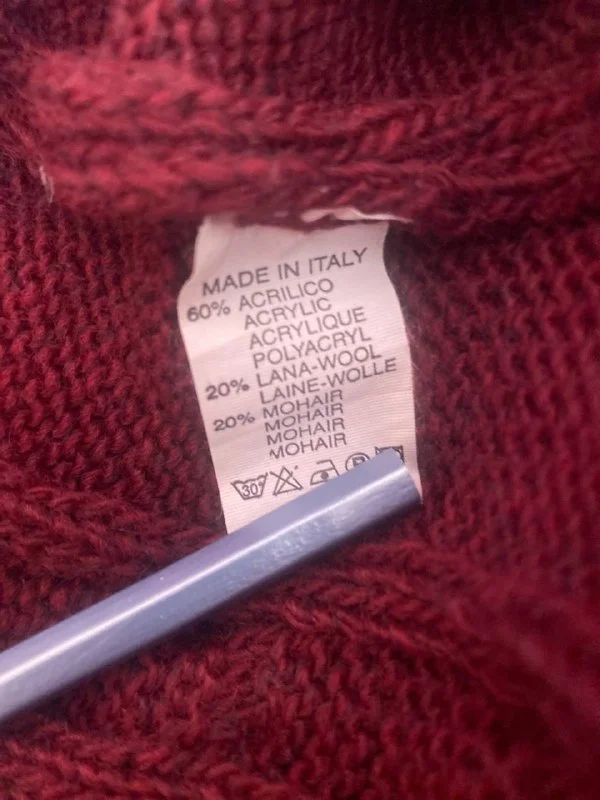 MADE IN ITALY
60% ACRILICO
ACRYLIC
ACRYLIQUE
POLYACRYL
20% LANA-WOOL
LAINE-WOLLE
20% MOHAIR
MOHAIR
MOHAIR
MOHAIR
30°